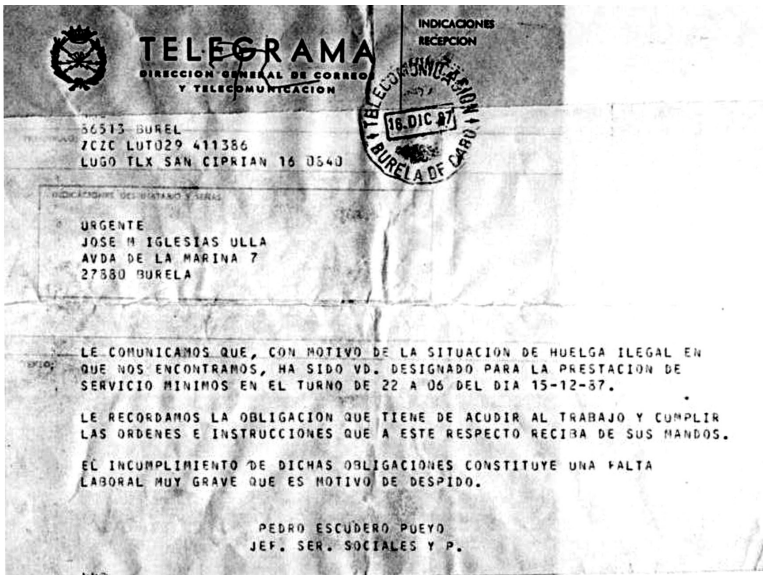 INDICACIONES
RECEPCION
TELEGRAMA
DIRECCION GENERAL DE CORREOS
Y TELECOMUNICACION
TELECOMUNICACION
16.DIC 87
BURELA DE CABO
86513 BUREL
ZCZC LUT029 411386
LUGO TLX SAN CIPRIAN 16 0840
INDICACIONES DESTINATARIO Y SEÑAS
URGENTE
JOSE M IGLESIAS ULLA
AVDA DE LA MARINA 7
27880 BURELA
LE COMUNICAMOS QUE, CON MOTIVO DE LA SITUACION DE HUELGA ILEGAL EN
QUE NOS ENCONTRAMOS, HA SIDO VD. DESIGNADO PARA LA PRESTACION DE
SERVICIO MINIMOS EN EL TURNO DE 22 A 06 DEL DIA 15-12-87.
LE RECORDAMOS LA OBLIGACION QUE TIENE DE ACUDIR AL TRABAJO Y CUMPLIR
LAS ORDENES E INSTRUCCIONES QUE A ESTE RESPECTO RECIBA DE SUS MANDOS.
EL INCUMPLIMIENTO DE DICHAS OBLIGACIONES CONSTITUYE UNA FALTA
LABORAL MUY GRAVE QUE ES MOTIVO DE DESPIDO.
PEDRO ESCUDERO PUEYO
JEF. SER. SOCIALES Y P.